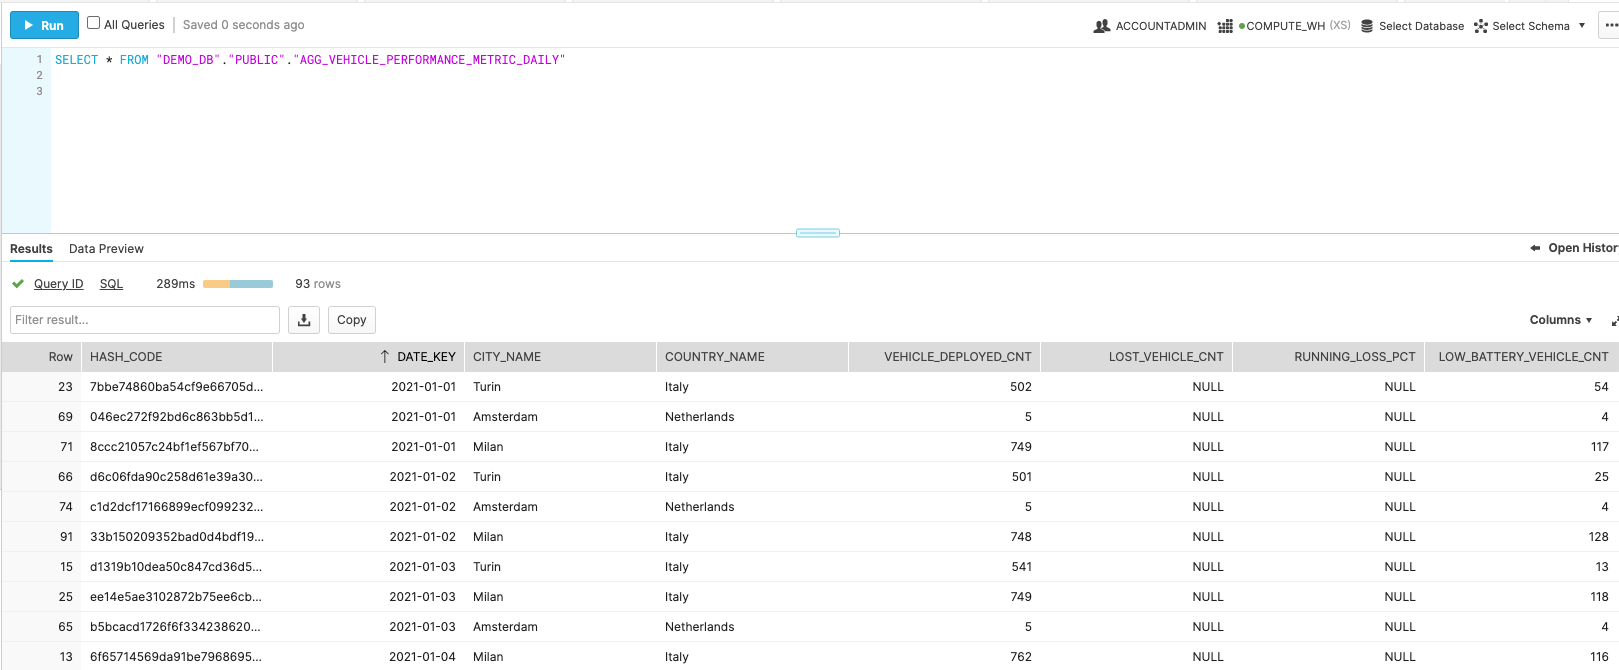 Run All Queries Saved 0 seconds ago ACCOUNTADMIN COMPUTE_WH (XS) Select Database Select Schema ...
1 SELECT * FROM "DEMO_DB"."PUBLIC"."AGG_VEHICLE_PERFORMANCE_METRIC_DAILY"
2
3
Results Data Preview Open Histor
Query ID SQL 289ms 93 rows
Filter result... Copy Columns
Row HASH_CODE DATE_KEY CITY_NAME COUNTRY_NAME VEHICLE_DEPLOYED_CNT LOST_VEHICLE_CNT RUNNING_LOSS_PCT LOW_BATTERY_VEHICLE_CNT
23 7bbe74860ba54cf9e66705d... 2021-01-01 Turin Italy 502 NULL NULL 54
69 046ec272f92bd6c863bb5d1... 2021-01-01 Amsterdam Netherlands 5 NULL NULL 4
71 8ccc21057c24bf1ef567bf70... 2021-01-01 Milan Italy 749 NULL NULL 117
66 d6c06fda90c258d61e39a30... 2021-01-02 Turin Italy 501 NULL NULL 25
74 c1d2dcf17166899ecf099232... 2021-01-02 Amsterdam Netherlands 5 NULL NULL 4
91 33b150209352bad0d4bdf19... 2021-01-02 Milan Italy 748 NULL NULL 128
15 d1319b10dea50c847cd36d5... 2021-01-03 Turin Italy 541 NULL NULL 13
25 ee14e5ae3102872b75ee6cb... 2021-01-03 Milan Italy 749 NULL NULL 118
65 b5bcacd1726f6f334238620... 2021-01-03 Amsterdam Netherlands 5 NULL NULL 4
13 6f65714569da91be7968695... 2021-01-04 Milan Italy 762 NULL NULL 116